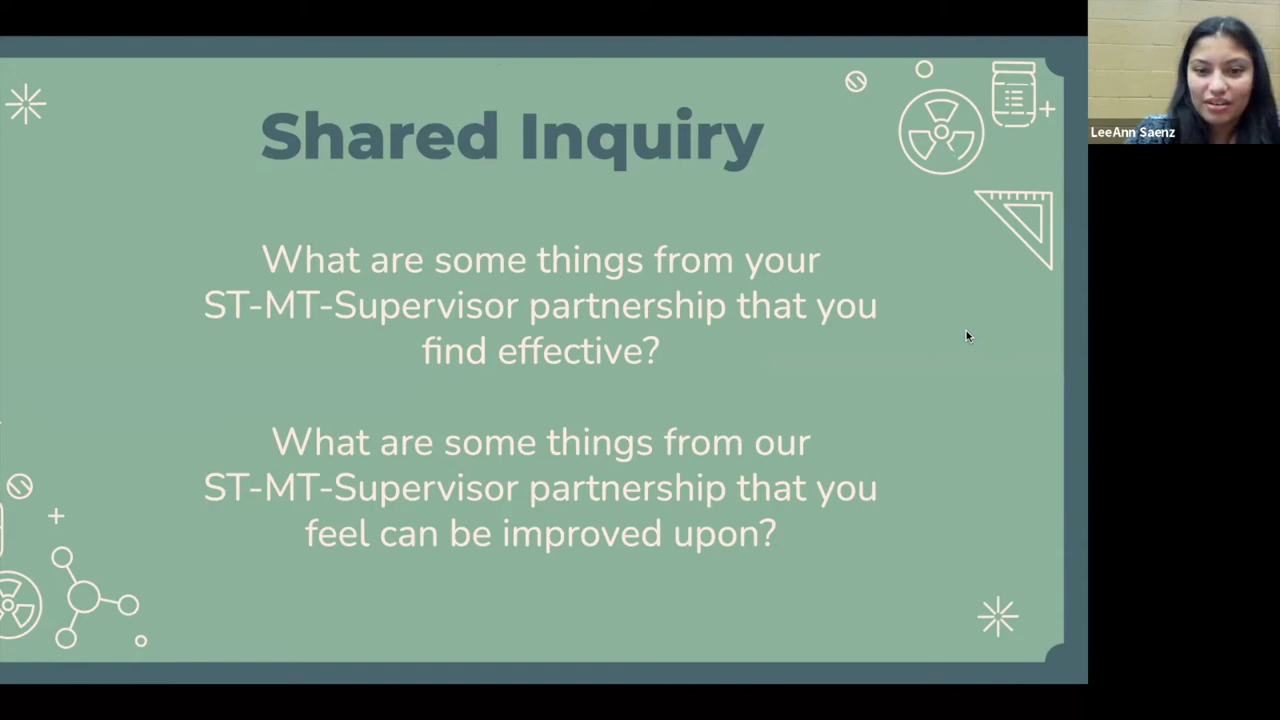 Shared Inquiry
What are some things from your
ST-MT-Supervisor partnership that you
find effective?
What are some things from our
ST-MT-Supervisor partnership that you
feel can be improved upon?
LeeAnn Saenz